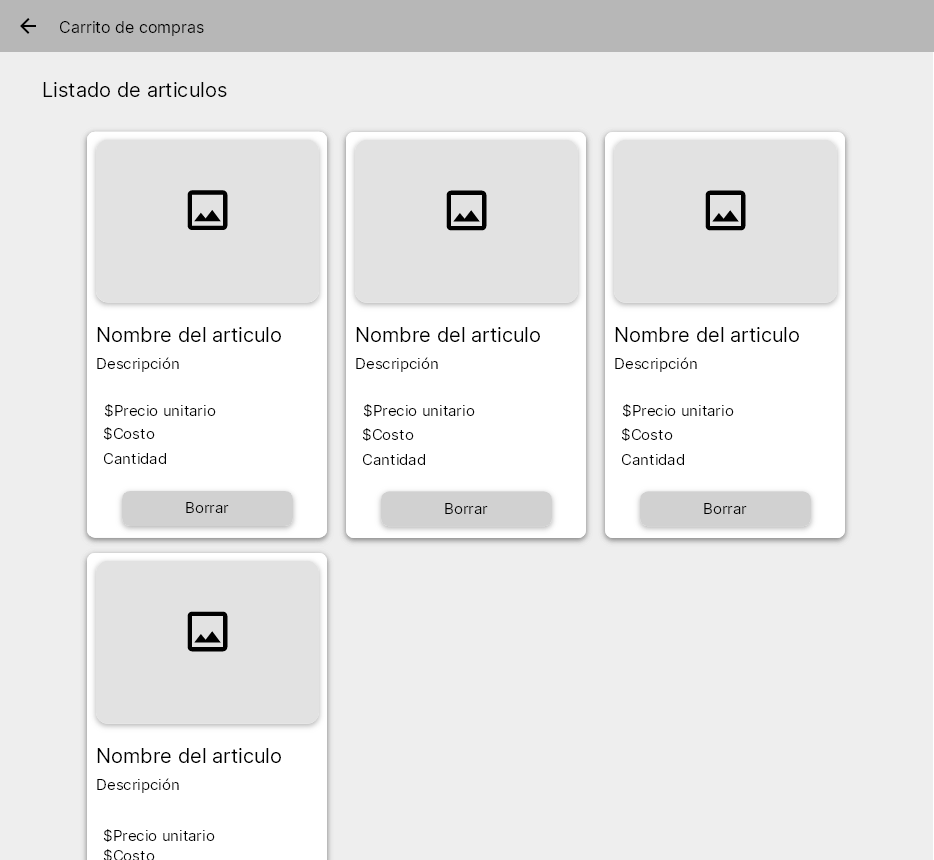 Carrito de compras
Listado de articulos
Nombre del articulo
Descripción
$Precio unitario
$Costo
Cantidad
Borrar
Nombre del articulo
Descripción
$Precio unitario
$Costo
Cantidad
Borrar
Nombre del articulo
Descripción
$Precio unitario
$Costo
Cantidad
Borrar
Nombre del articulo
Descripción
$Precio unitario
$Costo